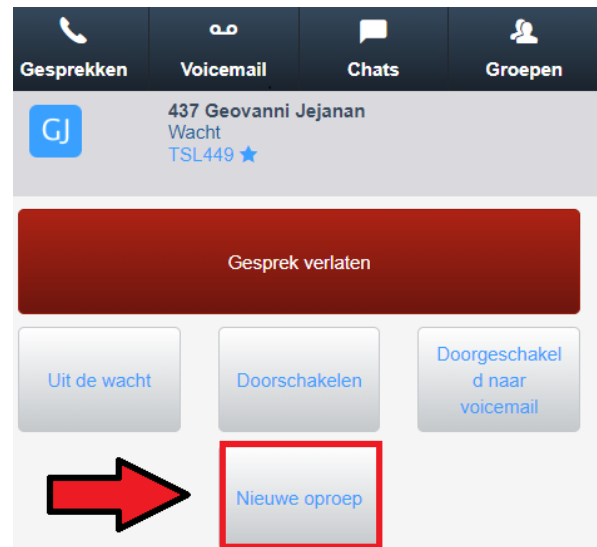 Gesprekken Voicemail Chats Groepen
GJ
437 Geovanni Jejanan
Wacht
TSL449
Gesprek verlaten
Uit de wacht
Doorschakelen
Doorgeschakel
d naar
voicemail
Nieuwe oproep